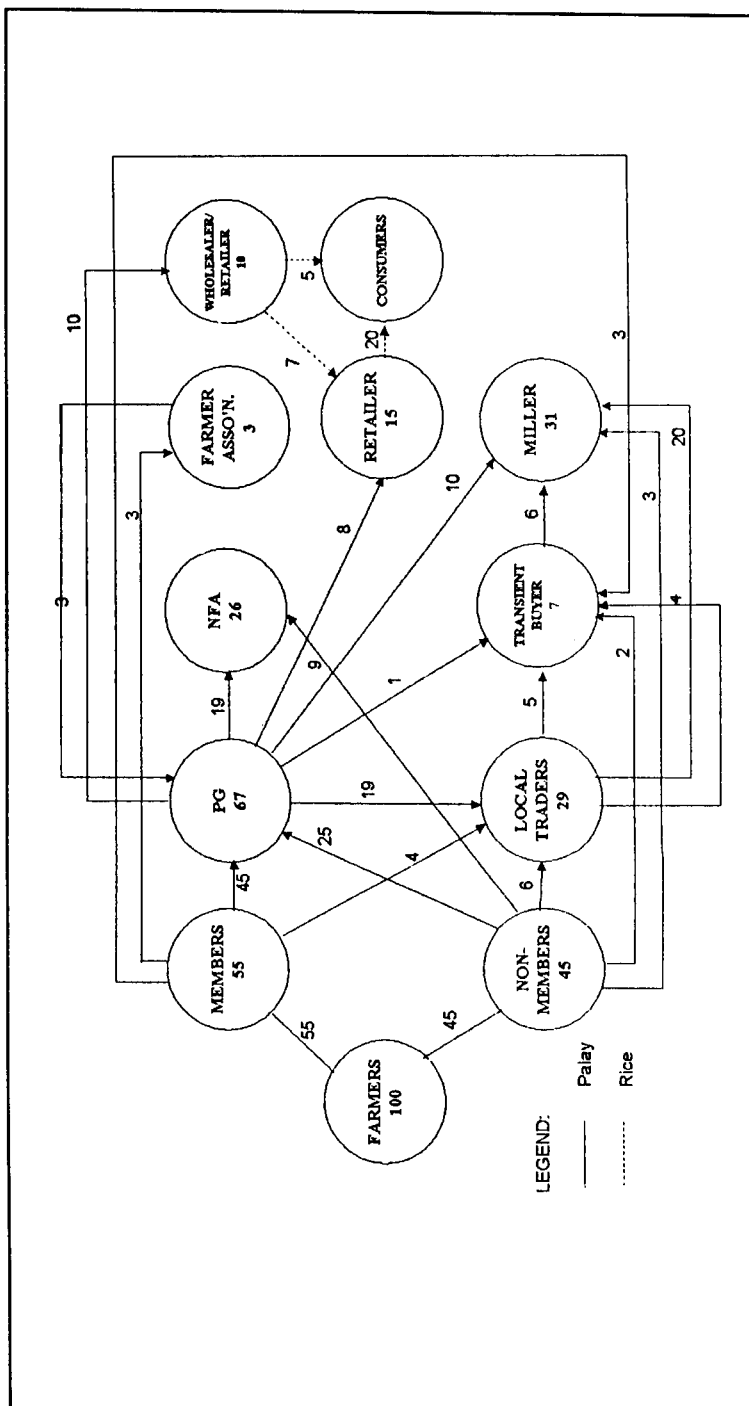 FARMERS
100
55
45
MEMBERS
55
NON-
MEMBERS
45
45
4
25
6
PG
67
LOCAL
TRADERS
29
19
19
9
1
8
10
5
NFA
26
TRANSIENT
BUYER
7
6
FARMER
ASSO'N.
3
RETAILER
15
MILLER
31
WHOLESALER/
RETAILER
CONSUMERS
7
5
20
3
10
3
3
2
3
4
20
LEGEND:
Palay
Rice